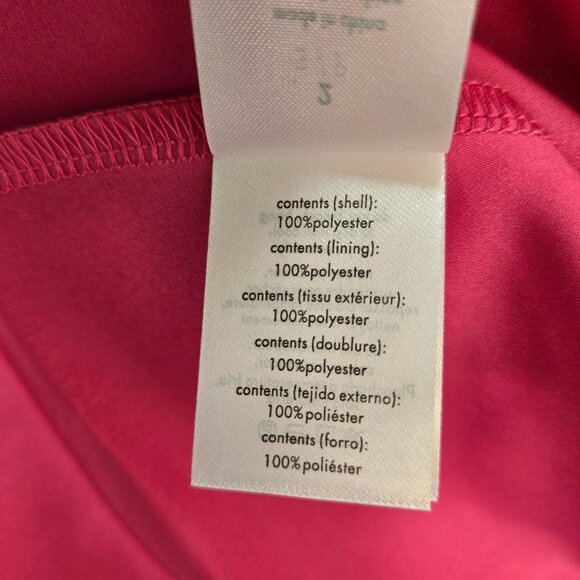 contents (shell):
100%polyester
contents (lining):
100%polyester
contents (tissu extérieur):
100%polyester
contents (doublure):
100%polyester
contents (tejido externo):
100%poliéster
contents (forro):
100%poliéster